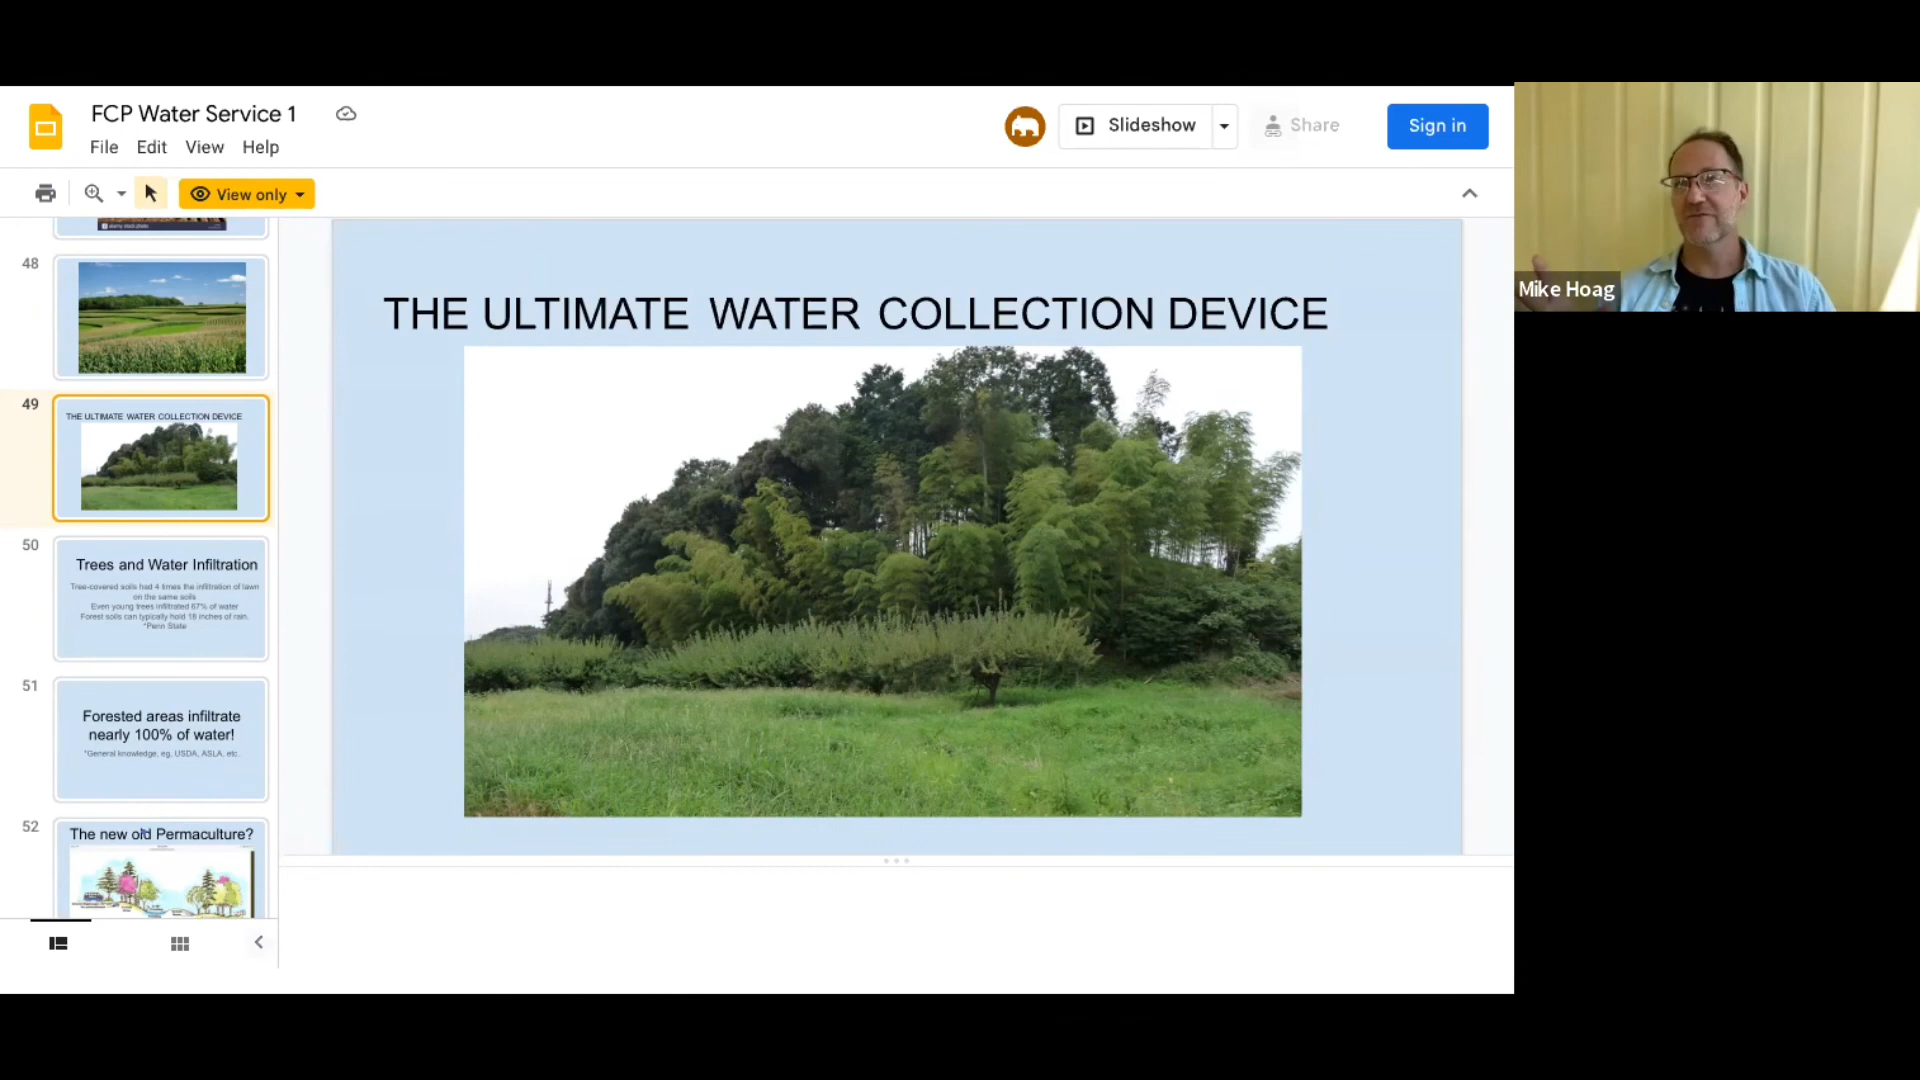 FCP Water Service 1
File Edit View Help
Slideshow
Share
Sign in
View only
Mike Hoag
alamy stock photo
48
49
THE ULTIMATE WATER COLLECTION DEVICE
50
Trees and Water Infiltration
Tree-covered soils had 4 times the infiltration of lawn
on the same soils
Even young trees infiltrated 67% of water
Forest soils can typically hold 18 inches of rain.
*Penn State
51
Forested areas infiltrate
nearly 100% of water!
*General knowledge, eg. USDA, ASLA, etc.
52
The new old Permaculture?
THE ULTIMATE WATER COLLECTION DEVICE